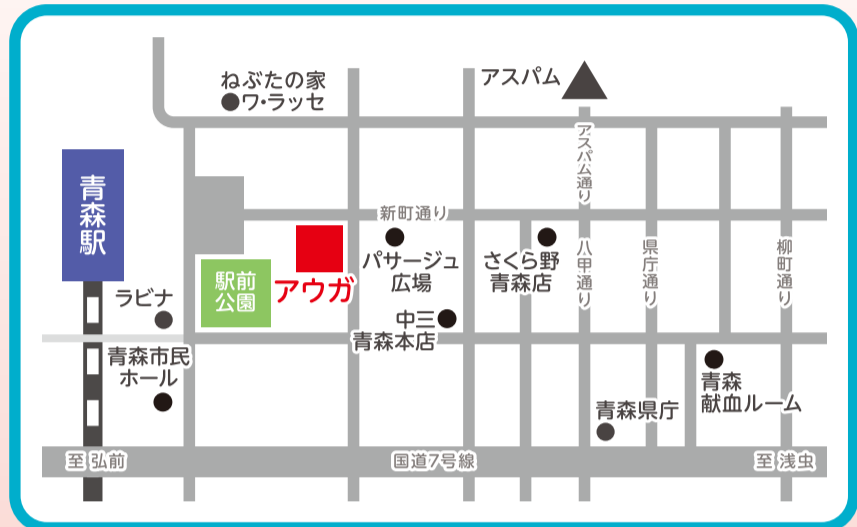 ねぶたの家
ワ・ラッセ
アスパム
アスパム通り
青森駅
新町通り
パサージュ
広場
さくら野
青森店
八甲通り
県庁通り
柳町通り
駅前
公園
アウガ
ラビナ
中三
青森本店
青森市民
ホール
青森
献血ルーム
青森県庁
至 弘前
国道7号線
至 浅虫